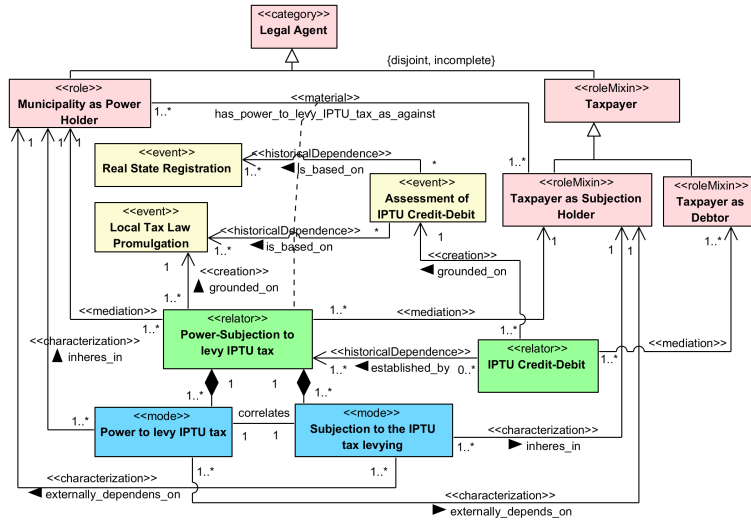 <<category>>
Legal Agent
{disjoint, incomplete}
<<role>>
Municipality as Power
Holder
<<material>>
has_power_to_levy_IPTU_tax_as_against
1..*
1..*
<<roleMixin>>
Taxpayer
1
1
1
1
<<event>>
Real State Registration
<<historicalDependence>>
is_based_on
1..*
*
<<event>>
Assessment of
IPTU Credit-Debit
<<roleMixin>>
Taxpayer as Subjection
Holder
<<roleMixin>>
Taxpayer as
Debtor
<<event>>
Local Tax Law
Promulgation
<<historicalDependence>>
is_based_on
1..*
*
1
1
1
1
1..*
1
<<creation>>
grounded_on
1..*
<<creation>>
grounded_on
1..*
<<mediation>>
1..*
<<relator>>
Power-Subjection to
levy IPTU tax
1..*
<<mediation>>
<<characterization>>
inheres_in
<<historicalDependence>>
established_by
1..*
0..*
<<relator>>
IPTU Credit-Debit
1..*
<<mediation>>
1
1
1..*
1..*
<<mode>>
Power to levy IPTU tax
1..*
correlates
1
1
<<mode>>
Subjection to the IPTU
tax levying
1..*
<<characterization>>
inheres_in
1..*
1..*
<<characterization>>
externally_dependens_on
<<characterization>>
externally_depends_on